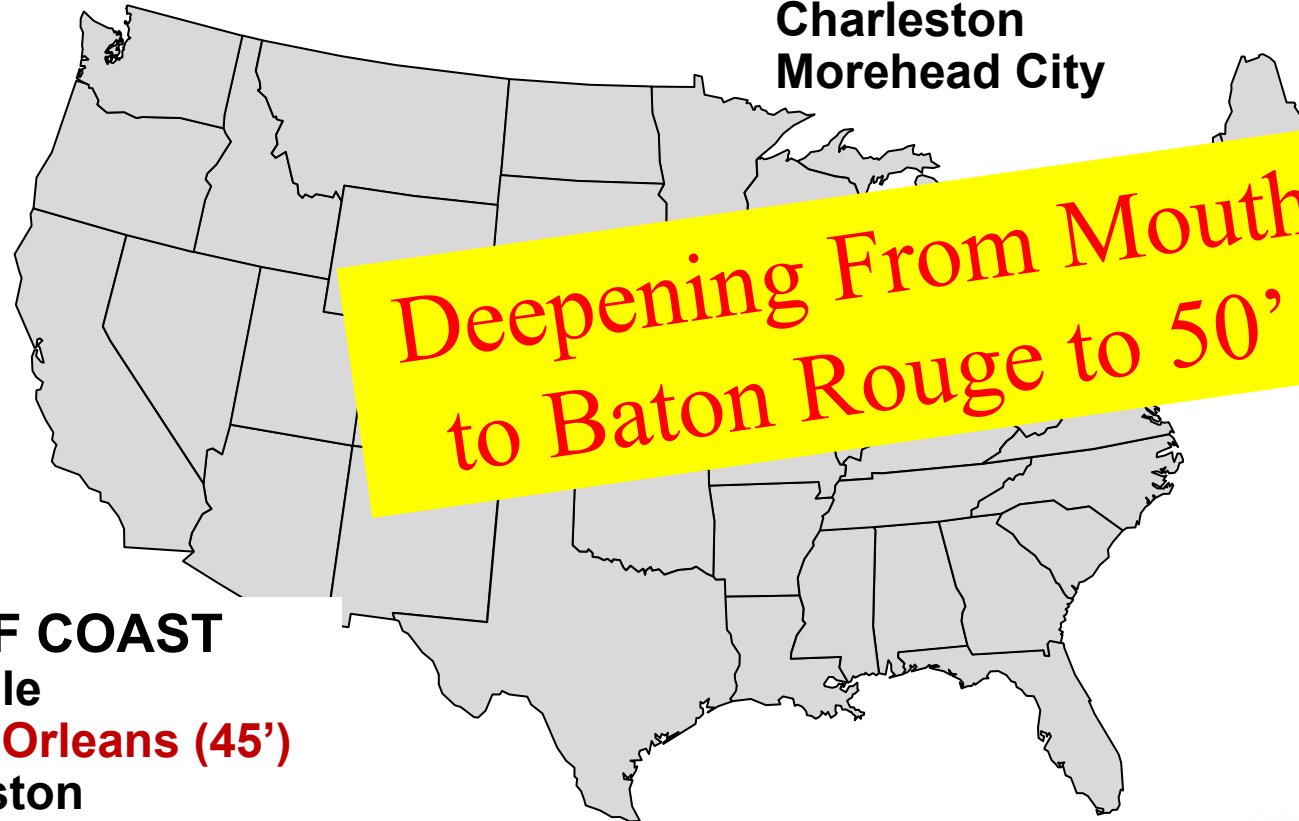 Charleston
Morehead City
Deepening From Mouth
to Baton Rouge to 50’
F COAST
le
Orleans (45’)
ston